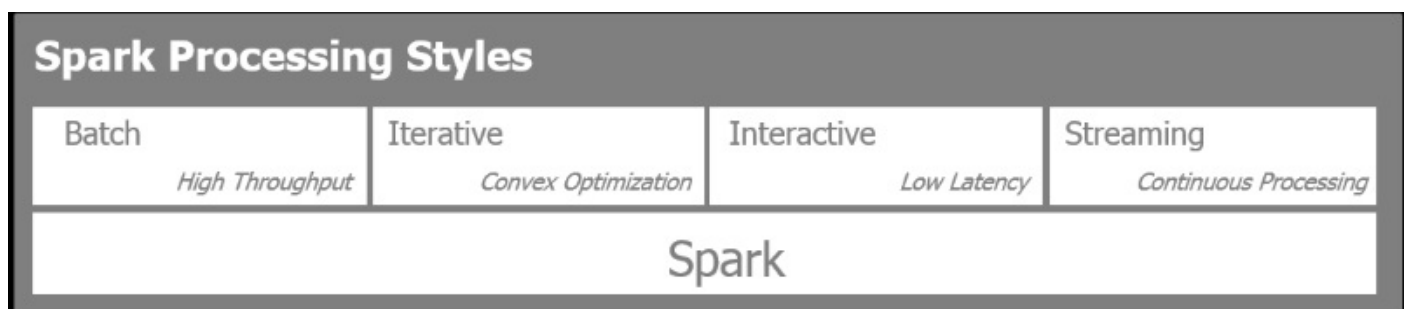 Spark Processing Styles
Batch
High Throughput
Iterative
Convex Optimization
Interactive
Low Latency
Streaming
Continuous Processing
Spark